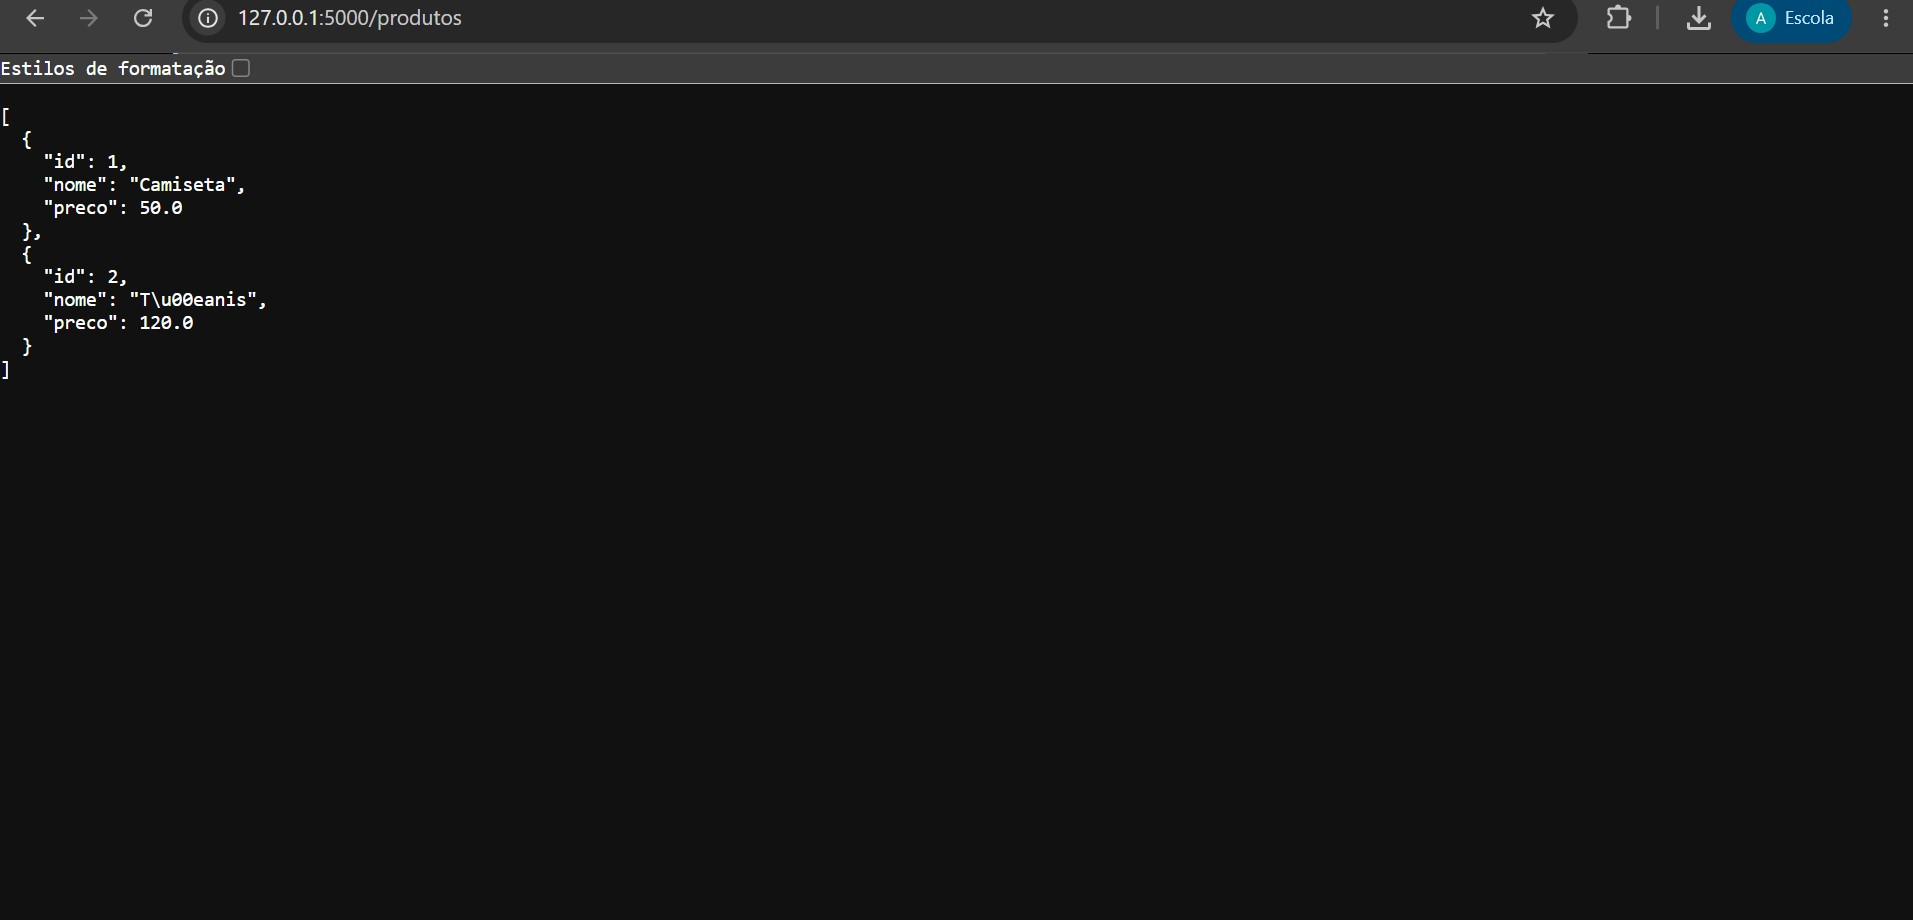 127.0.0.1:5000/produtos
A Escola
Estilos de formatação
[
  {
    "id": 1,
    "nome": "Camiseta",
    "preco": 50.0
  },
  {
    "id": 2,
    "nome": "T\u00eanis",
    "preco": 120.0
  }
]